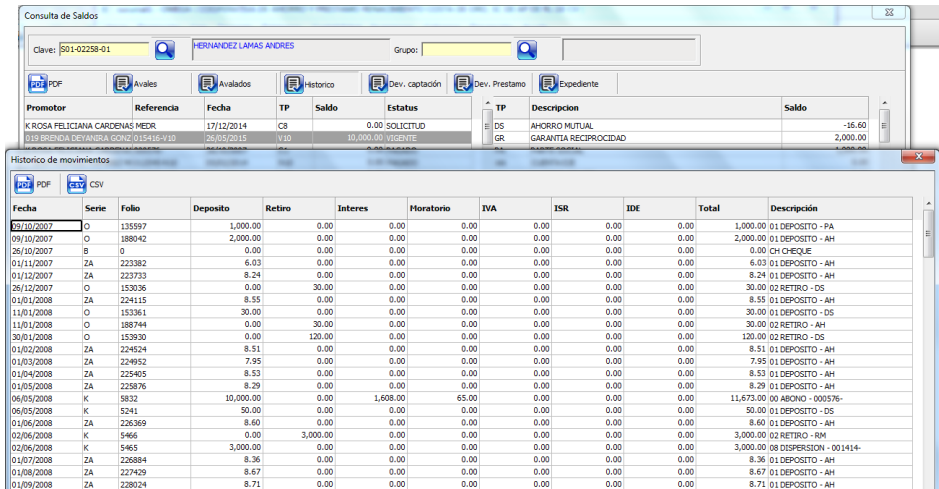 Consulta de Saldos
Clave: S01-02258-01 HERNANDEZ LAMAS ANDRES Grupo:
PDF PDF Avales Avalados Historico Dev. captación Dev. Prestamo Expediente
Promotor Referencia Fecha TP Saldo Estatus TP Descripcion Saldo
K ROSA FELICIANA CARDENAS MEDR 17/12/2014 C8 0.00 SOLICITUD DS AHORRO MUTUAL -16.60
019 BRENDA DEYANIRA GONZ 015416-V10 26/05/2015 V10 10,000.00 VIGENTE GR GARANTIA RECIPROCIDAD 2,000.00
Historico de movimientos
PDF PDF CSV CSV
Fecha Serie Folio Deposito Retiro Interes Moratorio IVA ISR IDE Total Descripción
09/10/2007 O 135597 1,000.00 0.00 0.00 0.00 0.00 0.00 0.00 1,000.00 01 DEPOSITO - PA
09/10/2007 O 188042 2,000.00 0.00 0.00 0.00 0.00 0.00 0.00 2,000.00 01 DEPOSITO - AH
26/10/2007 B 0 0.00 0.00 0.00 0.00 0.00 0.00 0.00 0.00 CH CHEQUE
01/11/2007 ZA 223382 6.03 0.00 0.00 0.00 0.00 0.00 0.00 6.03 01 DEPOSITO - AH
01/12/2007 ZA 223733 8.24 0.00 0.00 0.00 0.00 0.00 0.00 8.24 01 DEPOSITO - AH
26/12/2007 O 153036 0.00 30.00 0.00 0.00 0.00 0.00 0.00 30.00 02 RETIRO - DS
01/01/2008 ZA 224115 8.55 0.00 0.00 0.00 0.00 0.00 0.00 8.55 01 DEPOSITO - AH
11/01/2008 O 153361 30.00 0.00 0.00 0.00 0.00 0.00 0.00 30.00 01 DEPOSITO - DS
11/01/2008 O 188744 0.00 30.00 0.00 0.00 0.00 0.00 0.00 30.00 02 RETIRO - AH
30/01/2008 O 153930 0.00 120.00 0.00 0.00 0.00 0.00 0.00 120.00 02 RETIRO - DS
01/02/2008 ZA 224524 8.51 0.00 0.00 0.00 0.00 0.00 0.00 8.51 01 DEPOSITO - AH
01/03/2008 ZA 224952 7.95 0.00 0.00 0.00 0.00 0.00 0.00 7.95 01 DEPOSITO - AH
01/04/2008 ZA 225405 8.53 0.00 0.00 0.00 0.00 0.00 0.00 8.53 01 DEPOSITO - AH
01/05/2008 ZA 225876 8.29 0.00 0.00 0.00 0.00 0.00 0.00 8.29 01 DEPOSITO - AH
06/05/2008 K 5832 10,000.00 0.00 1,608.00 65.00 0.00 0.00 0.00 11,673.00 00 ABONO - 000576-
06/05/2008 K 5241 50.00 0.00 0.00 0.00 0.00 0.00 0.00 50.00 01 DEPOSITO - DS
01/06/2008 ZA 226369 8.60 0.00 0.00 0.00 0.00 0.00 0.00 8.60 01 DEPOSITO - AH
02/06/2008 K 5466 0.00 3,000.00 0.00 0.00 0.00 0.00 0.00 3,000.00 02 RETIRO - RM
02/06/2008 K 5465 3,000.00 0.00 0.00 0.00 0.00 0.00 0.00 3,000.00 08 DISPERSION - 001414-
01/07/2008 ZA 226884 8.36 0.00 0.00 0.00 0.00 0.00 0.00 8.36 01 DEPOSITO - AH
01/08/2008 ZA 227429 8.67 0.00 0.00 0.00 0.00 0.00 0.00 8.67 01 DEPOSITO - AH
01/09/2008 ZA 228024 8.71 0.00 0.00 0.00 0.00 0.00 0.00 8.71 01 DEPOSITO - AH